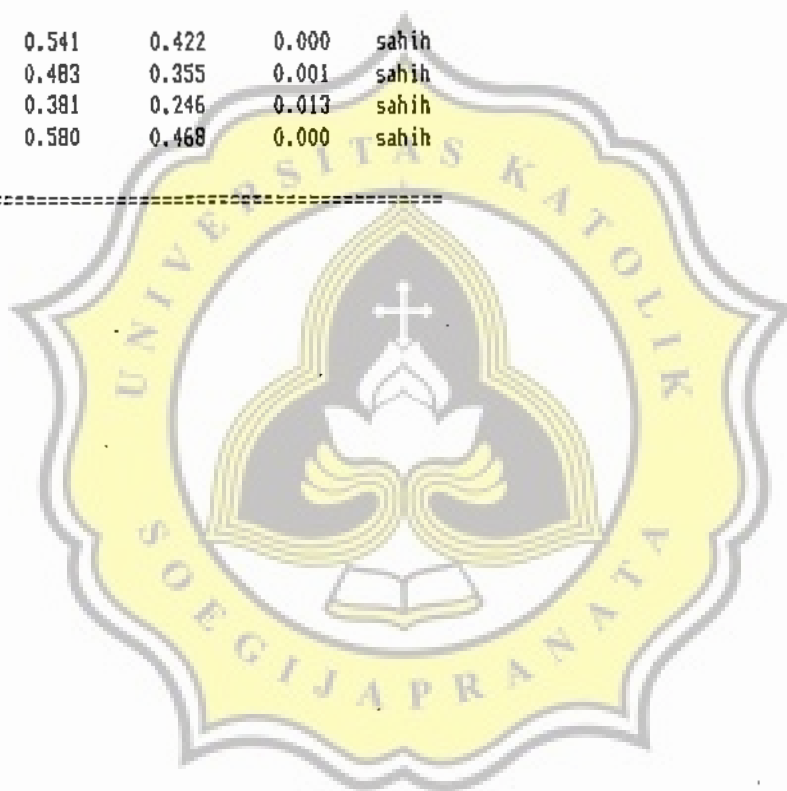 0.541 0.422 0.000 sahih
0.483 0.355 0.001 sahih
0.381 0.246 0.013 sahih
0.580 0.468 0.000 sahih
==========================================
UNIVERSITAS KATOLIK
SOEGIJAPRANATA